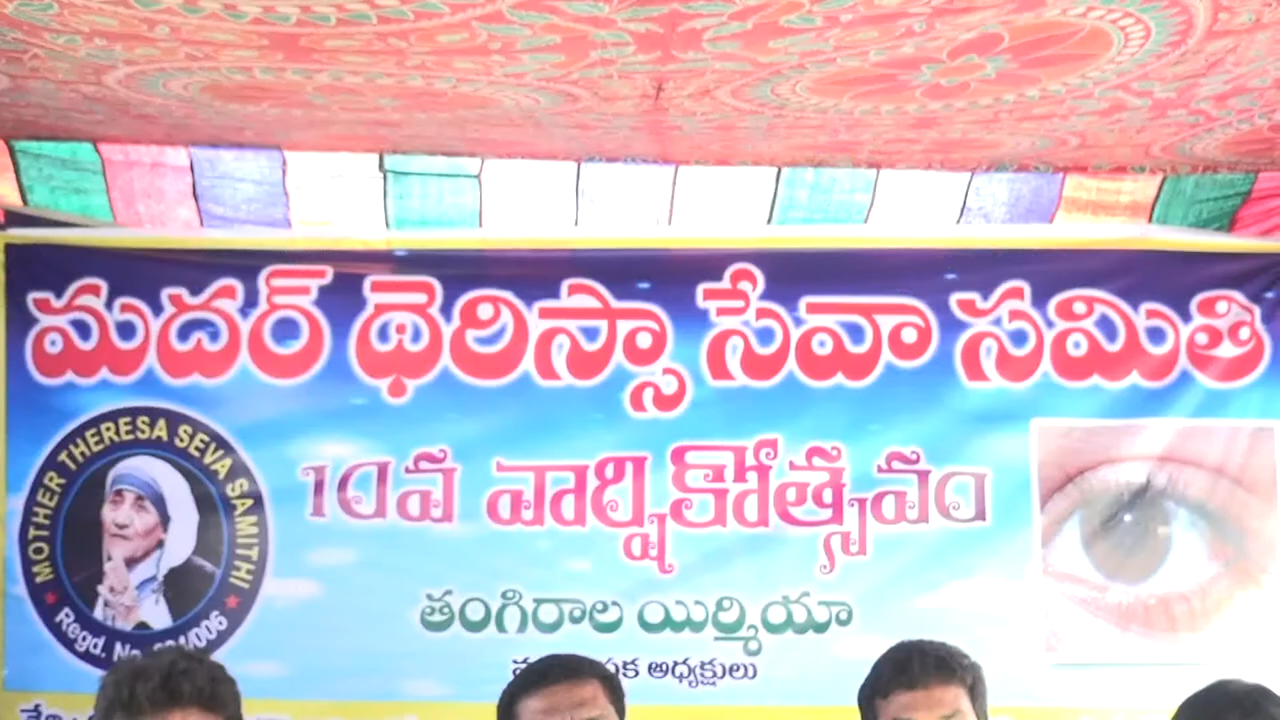 మదర్ థెరిస్సా సేవా సమితి
MOTHER THERESA SEVA SAMITHI
Regd. No.
10వ వార్షికోత్సవం
తంగిరాల యిర్మియా
అధ్యక్షులు